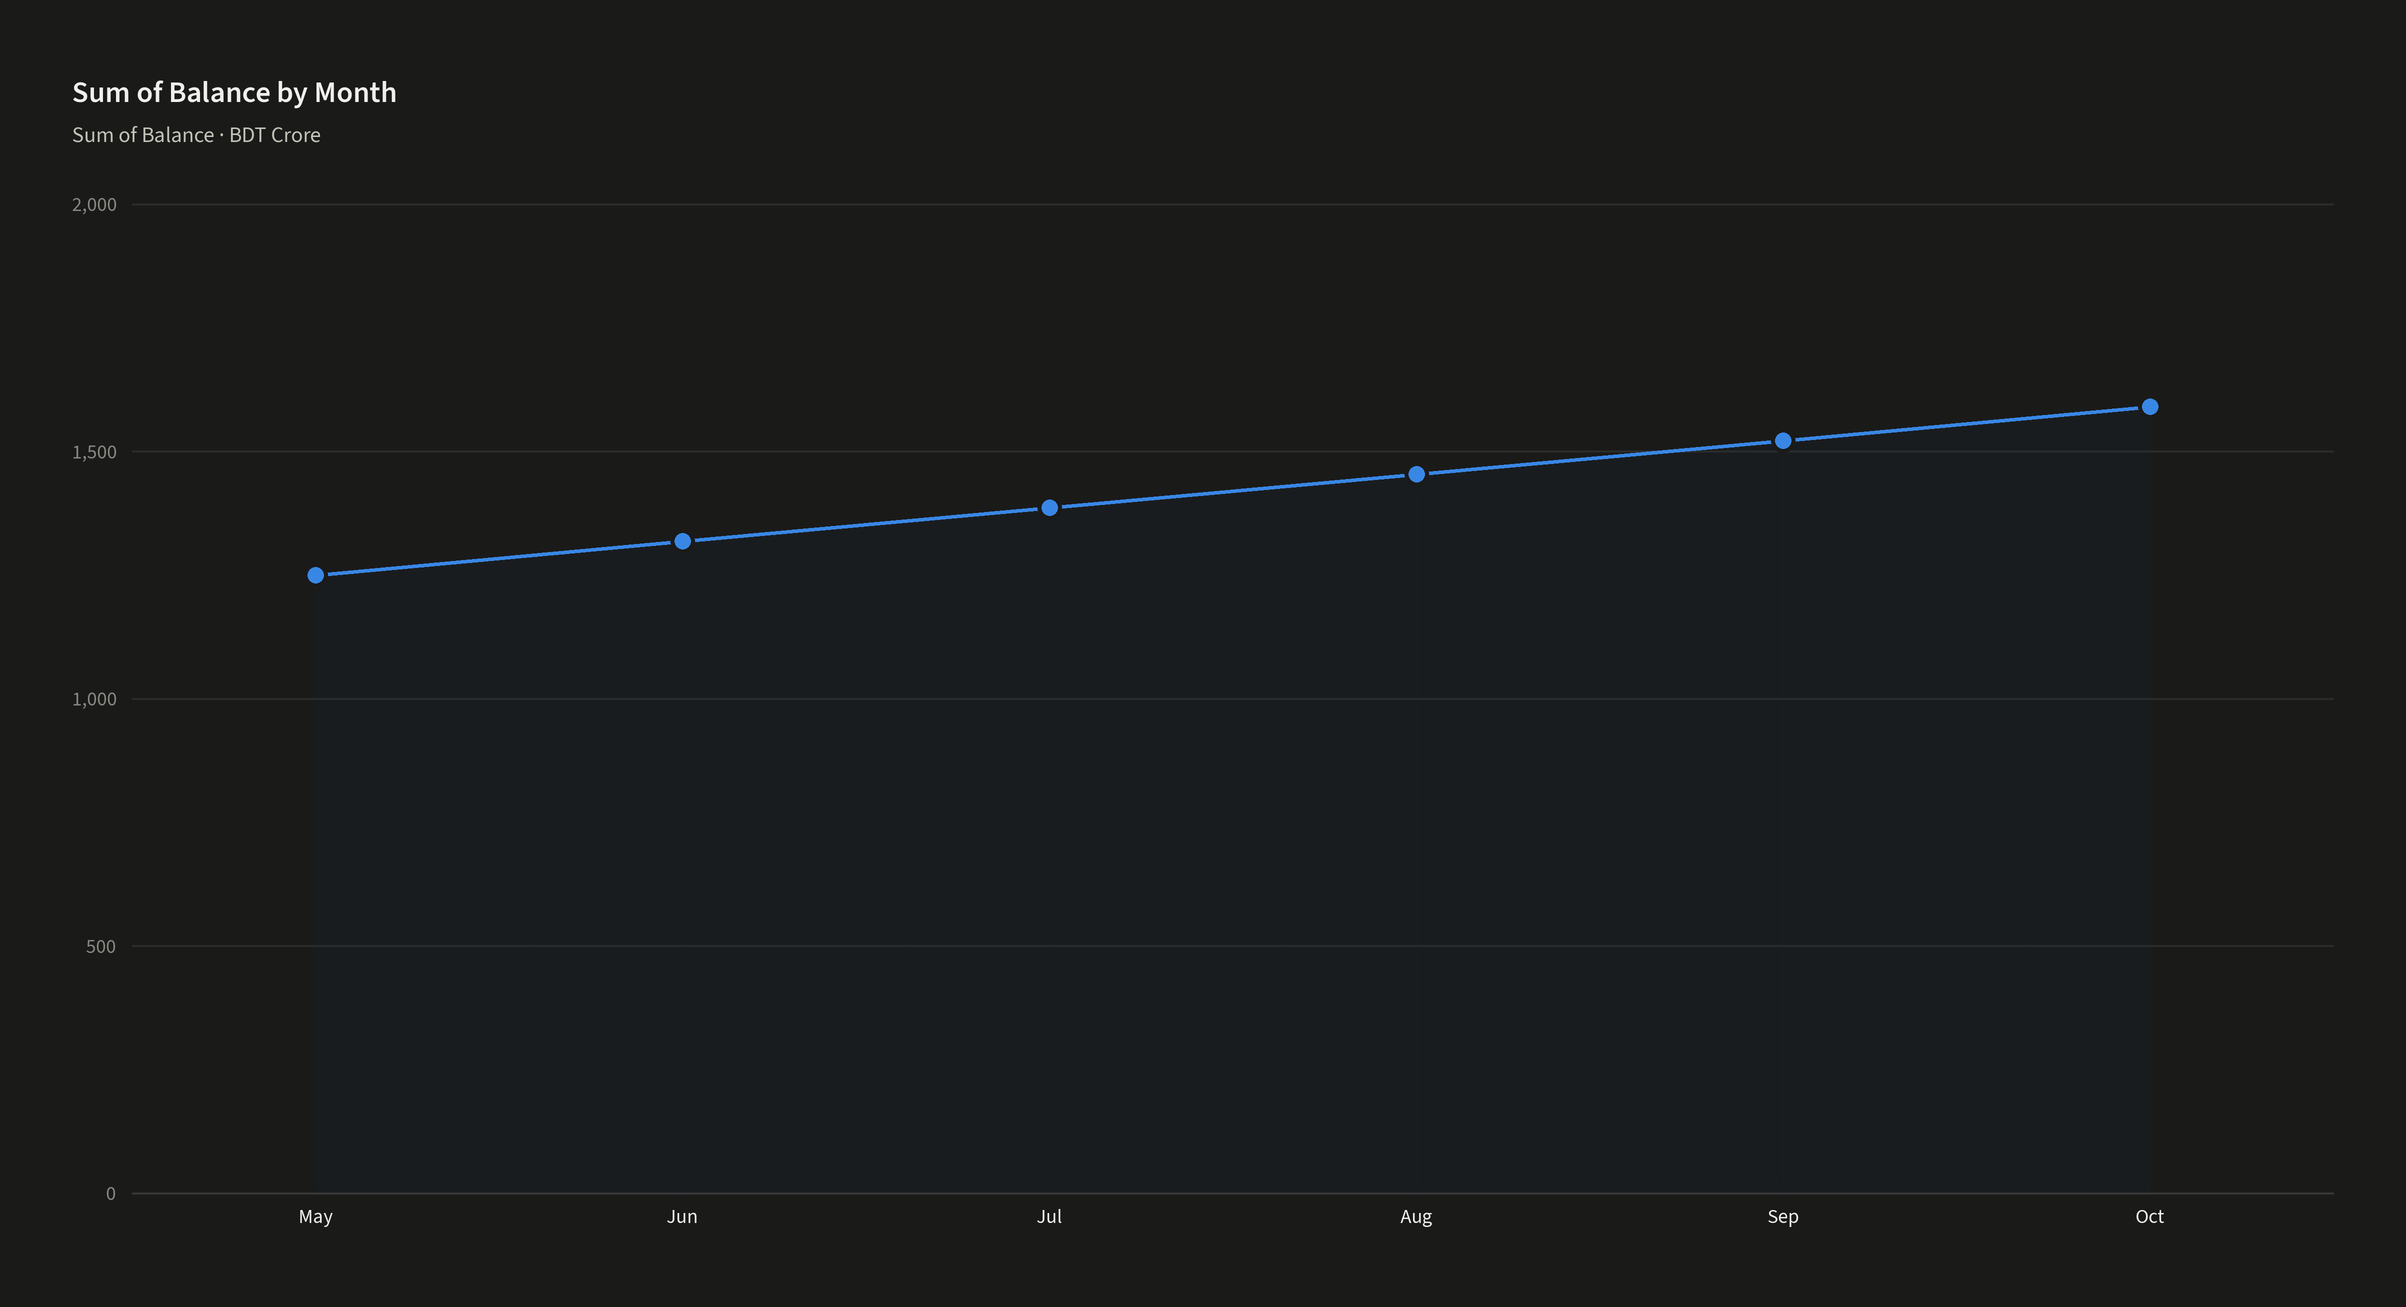 Sum of Balance by Month
Sum of Balance · BDT Crore
2,000
1,500
1,000
500
0
May Jun Jul Aug Sep Oct